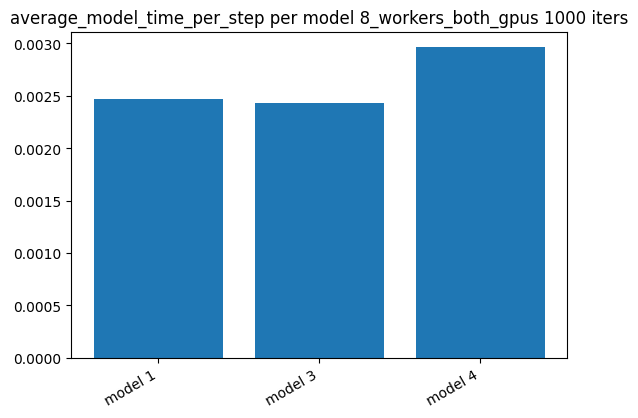 average_model_time_per_step per model 8_workers_both_gpus 1000 iters
0.0030
0.0025
0.0020
0.0015
0.0010
0.0005
0.0000
model 1
model 3
model 4